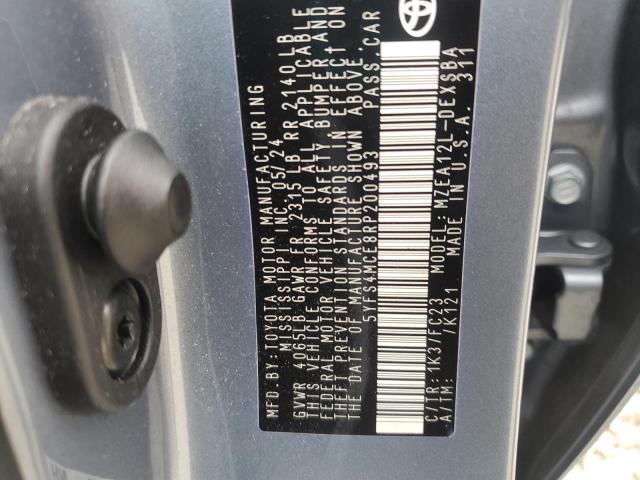 MFD.BY:TOYOTA MOTOR MANUFACTURING
MISSISSIPPI INC. 05/24
GVWR 4065LB GAWR FR 2315 LB RR 2140LB
THIS VEHICLE CONFORMS TO ALL APPLICABLE
FEDERAL MOTOR VEHICLE SAFETY, BUMPER AND
THEFT PREVENTION STANDARDS IN EFFECT ON
THE DATE OF MANUFACTURE SHOWN ABOVE.
5YFS4MCE8RP200493 PASS. CAR
C/TR: 1K3/FC23 MODEL: MZEA12L-DEXSBA
A/TM: /K121 MADE IN U.S.A. 311